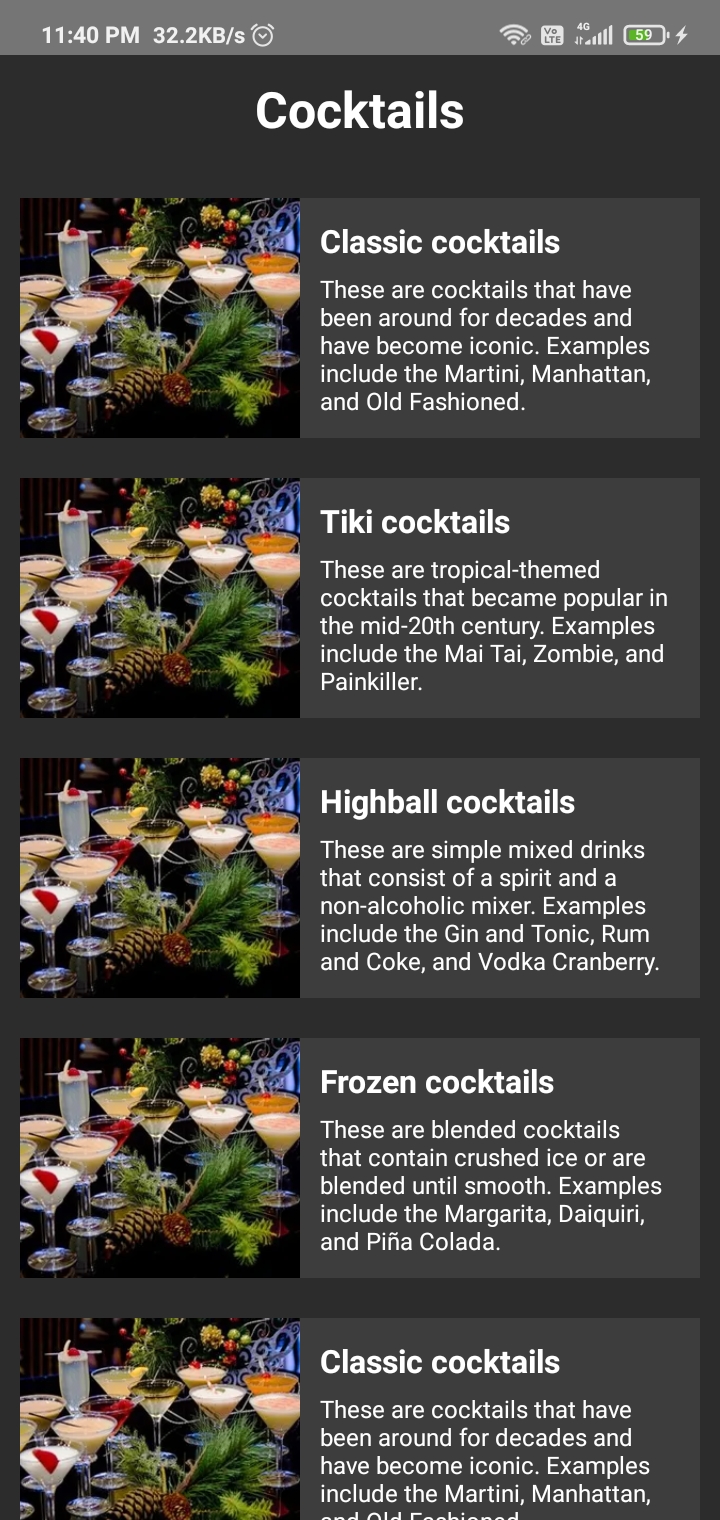 11:40 PM 32.2KB/s
Vo LTE 4G 59
Cocktails
Classic cocktails
These are cocktails that have
been around for decades and
have become iconic. Examples
include the Martini, Manhattan,
and Old Fashioned.
Tiki cocktails
These are tropical-themed
cocktails that became popular in
the mid-20th century. Examples
include the Mai Tai, Zombie, and
Painkiller.
Highball cocktails
These are simple mixed drinks
that consist of a spirit and a
non-alcoholic mixer. Examples
include the Gin and Tonic, Rum
and Coke, and Vodka Cranberry.
Frozen cocktails
These are blended cocktails
that contain crushed ice or are
blended until smooth. Examples
include the Margarita, Daiquiri,
and Piña Colada.
Classic cocktails
These are cocktails that have
been around for decades and
have become iconic. Examples
include the Martini, Manhattan,